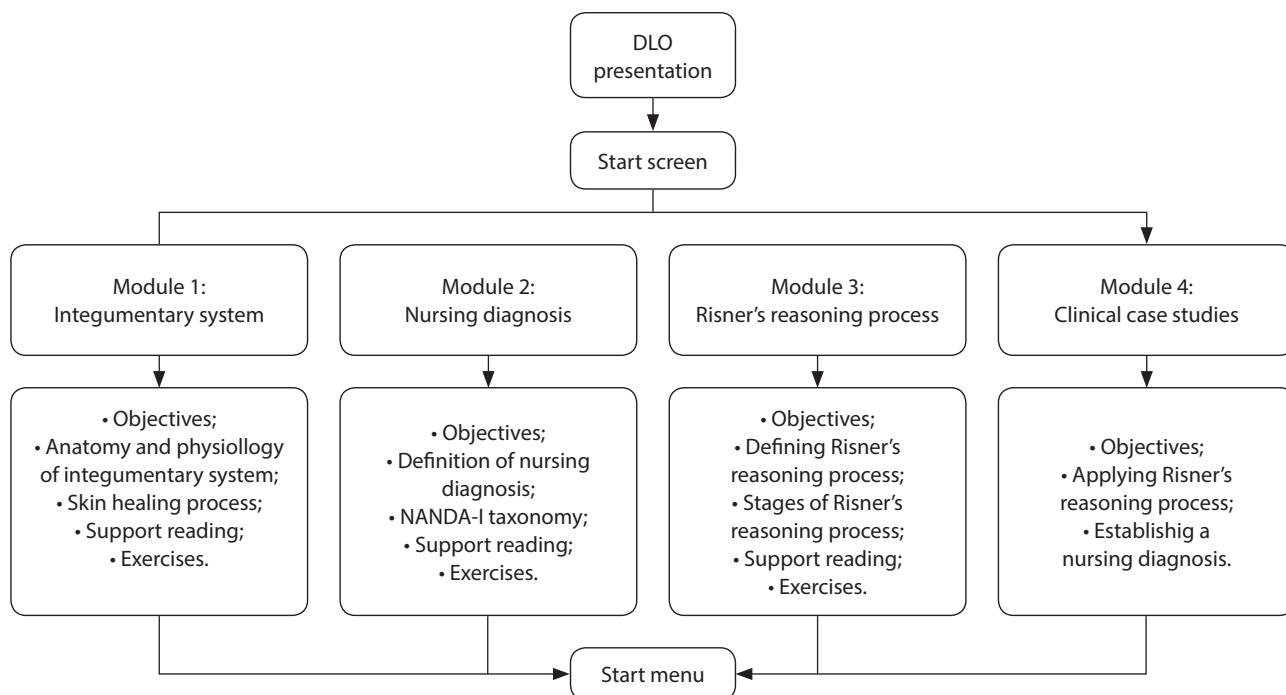 DLO
presentation
Start screen
Module 1:
Integumentary system
Module 2:
Nursing diagnosis
Module 3:
Risner’s reasoning process
Module 4:
Clinical case studies
• Objectives;
• Anatomy and physiollogy
of integumentary system;
• Skin healing process;
• Support reading;
• Exercises.
• Objectives;
• Definition of nursing
diagnosis;
• NANDA-I taxonomy;
• Support reading;
• Exercises.
• Objectives;
• Defining Risner’s
reasoning process;
• Stages of Risner’s
reasoning process;
• Support reading;
• Exercises.
• Objectives;
• Applying Risner’s
reasoning process;
• Establishig a
nursing diagnosis.
Start menu